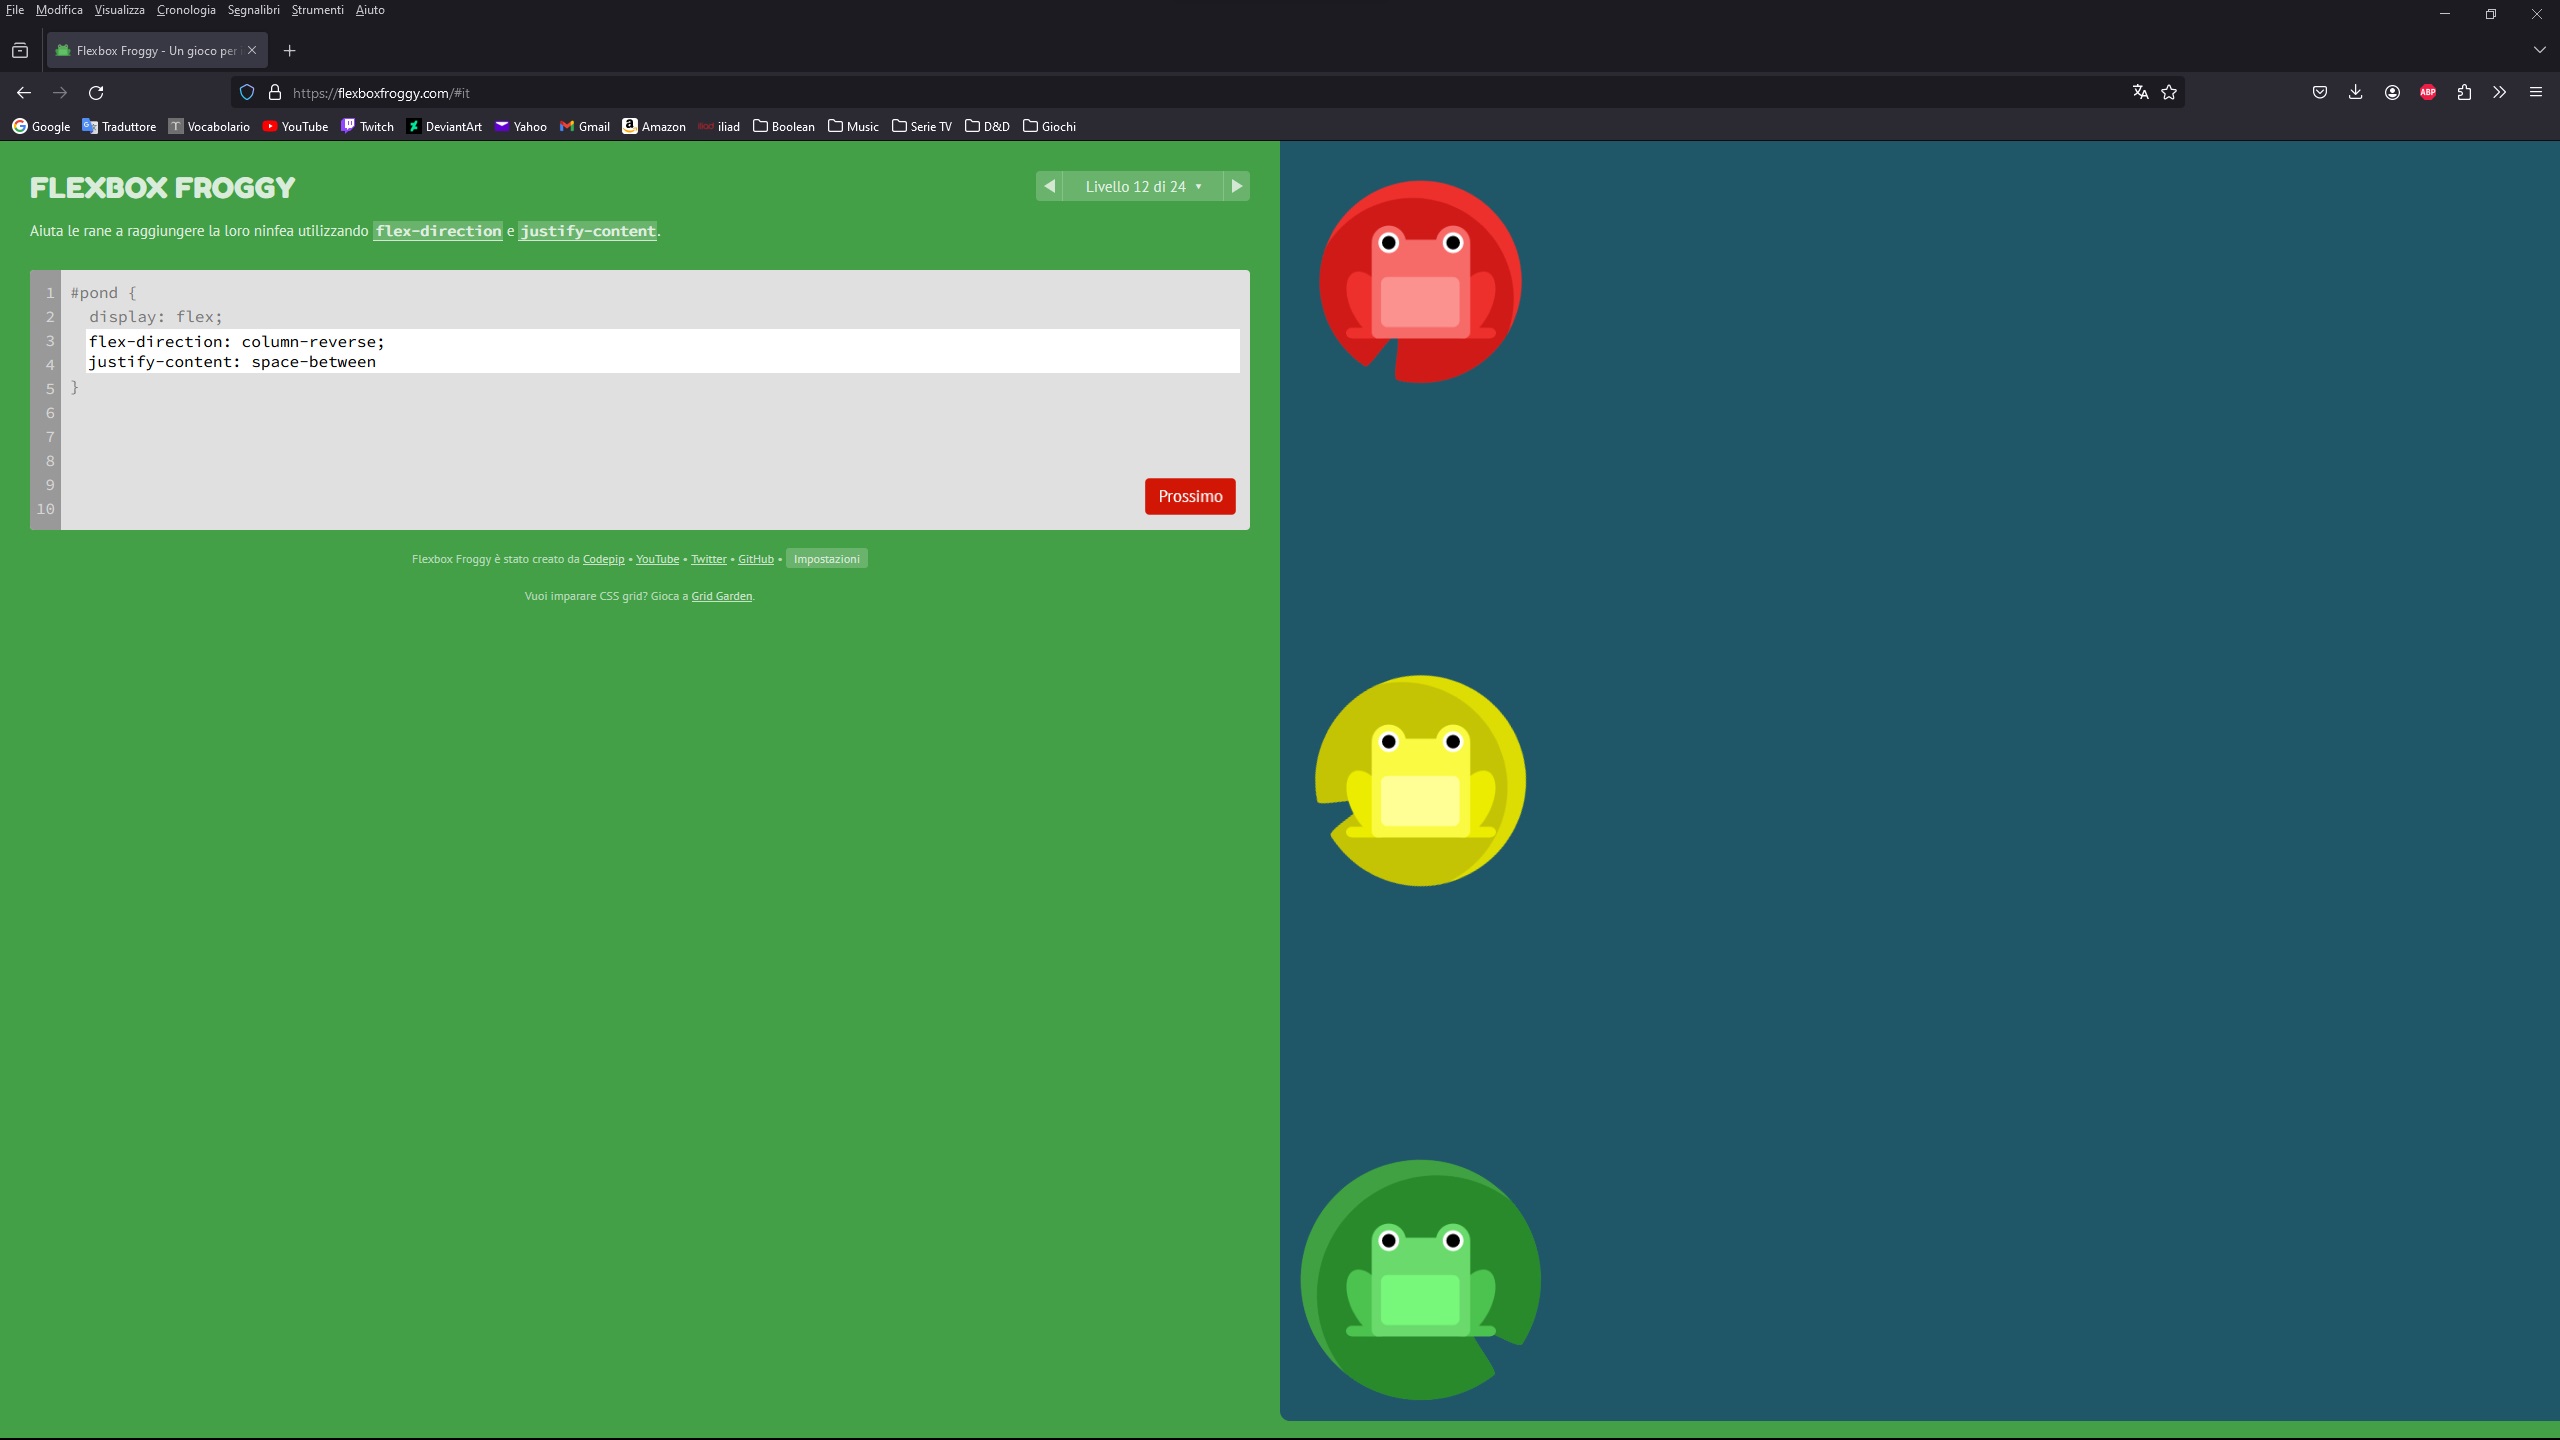 File Modifica Visualizza Cronologia Segnalibri Strumenti Aiuto
Flexbox Froggy - Un gioco per
https://flexboxfroggy.com/#it
ABP
Google Traduttore T Vocabolario YouTube Twitch DeviantArt Yahoo Gmail Amazon iliad iliad Boolean Music Serie TV D&D Giochi
FLEXBOX FROGGY
Livello 12 di 24 ▾
Aiuta le rane a raggiungere la loro ninfea utilizzando flex-direction e justify-content.
1 #pond {
2 display: flex;
3 flex-direction: column-reverse;
4 justify-content: space-between
5 }
6
7
8
9
10
Prossimo
Flexbox Froggy è stato creato da Codepip • YouTube • Twitter • GitHub • Impostazioni
Vuoi imparare CSS grid? Gioca a Grid Garden.